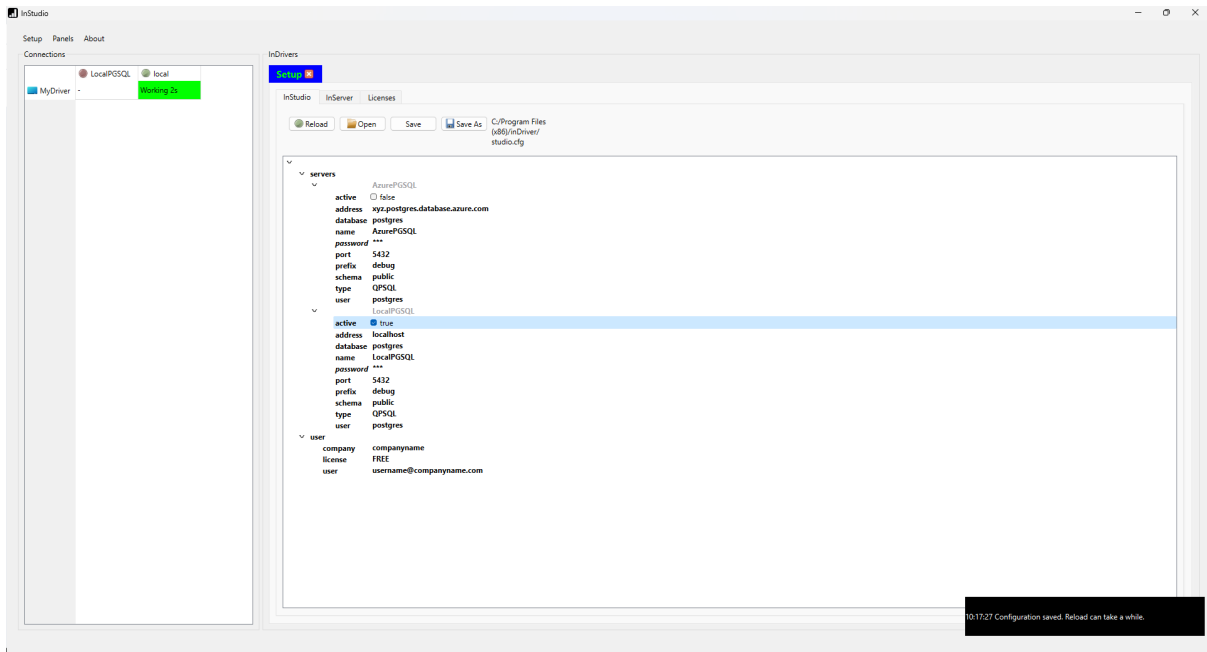 InStudio
Setup Panels About
Connections
LocalPGSQL local
MyDriver - Working 2s
InDrivers
Setup
InStudio InServer Licenses
Reload Open Save Save As
C:/Program Files
(x86)/inDriver/
studio.cfg
servers
AzurePGSQL
active false
address xyz.postgres.database.azure.com
database postgres
name AzurePGSQL
password ***
port 5432
prefix debug
schema public
type QPSQL
user postgres
LocalPGSQL
active true
address localhost
database postgres
name LocalPGSQL
password ***
port 5432
prefix debug
schema public
type QPSQL
user postgres
user
company companyname
license FREE
user username@companyname.com
10:17:27 Configuration saved. Reload can take a while.